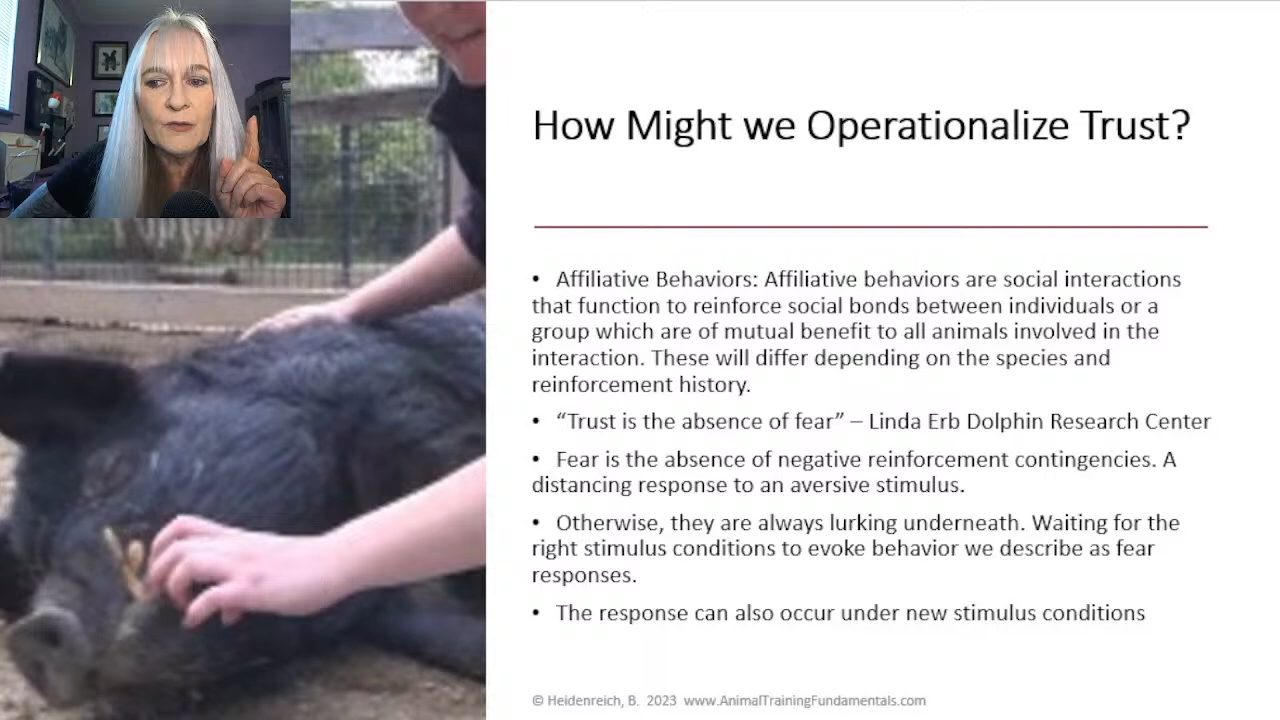 How Might we Operationalize Trust?
• Affiliative Behaviors: Affiliative behaviors are social interactions
that function to reinforce social bonds between individuals or a
group which are of mutual benefit to all animals involved in the
interaction. These will differ depending on the species and
reinforcement history.
• “Trust is the absence of fear” – Linda Erb Dolphin Research Center
• Fear is the absence of negative reinforcement contingencies. A
distancing response to an aversive stimulus.
• Otherwise, they are always lurking underneath. Waiting for the
right stimulus conditions to evoke behavior we describe as fear
responses.
• The response can also occur under new stimulus conditions
© Heidenreich, B. 2023 www.AnimalTrainingFundamentals.com